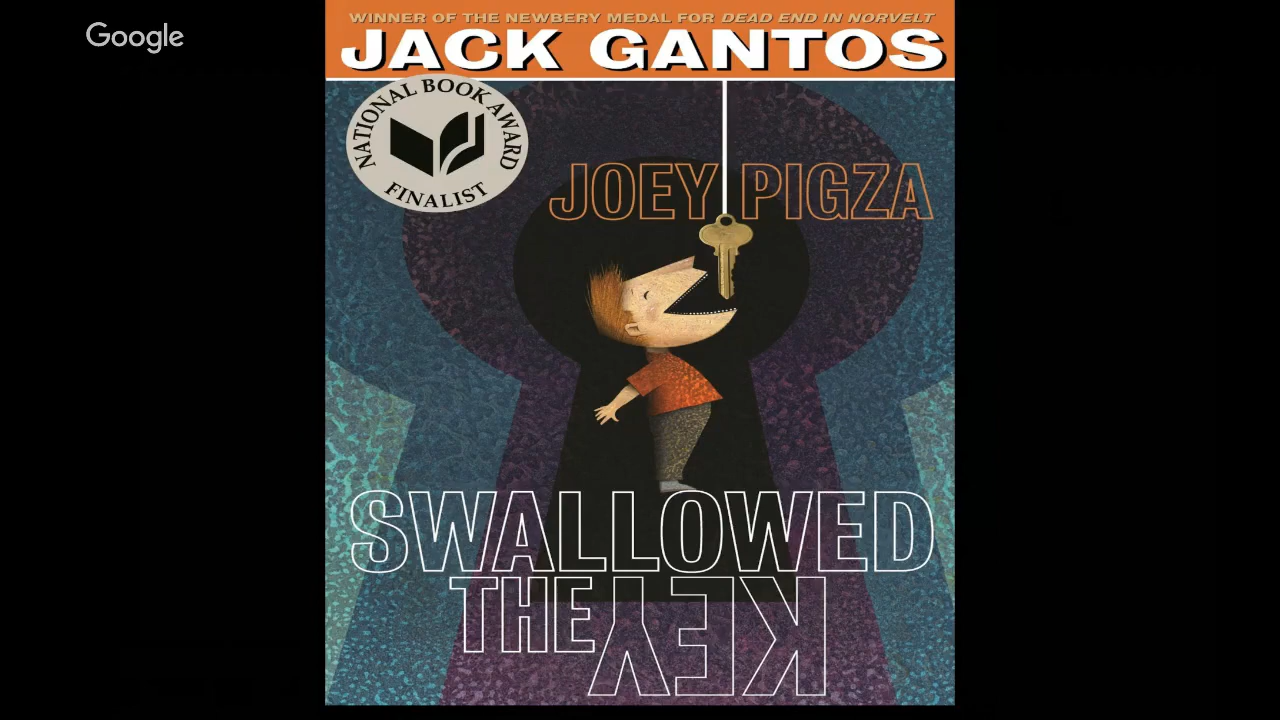 Google
WINNER OF THE NEWBERY MEDAL FOR DEAD END IN NORVELT
JACK GANTOS
NATIONAL BOOK AWARD
FINALIST
JOEY PIGZA
SWALLOWED
THE KEY